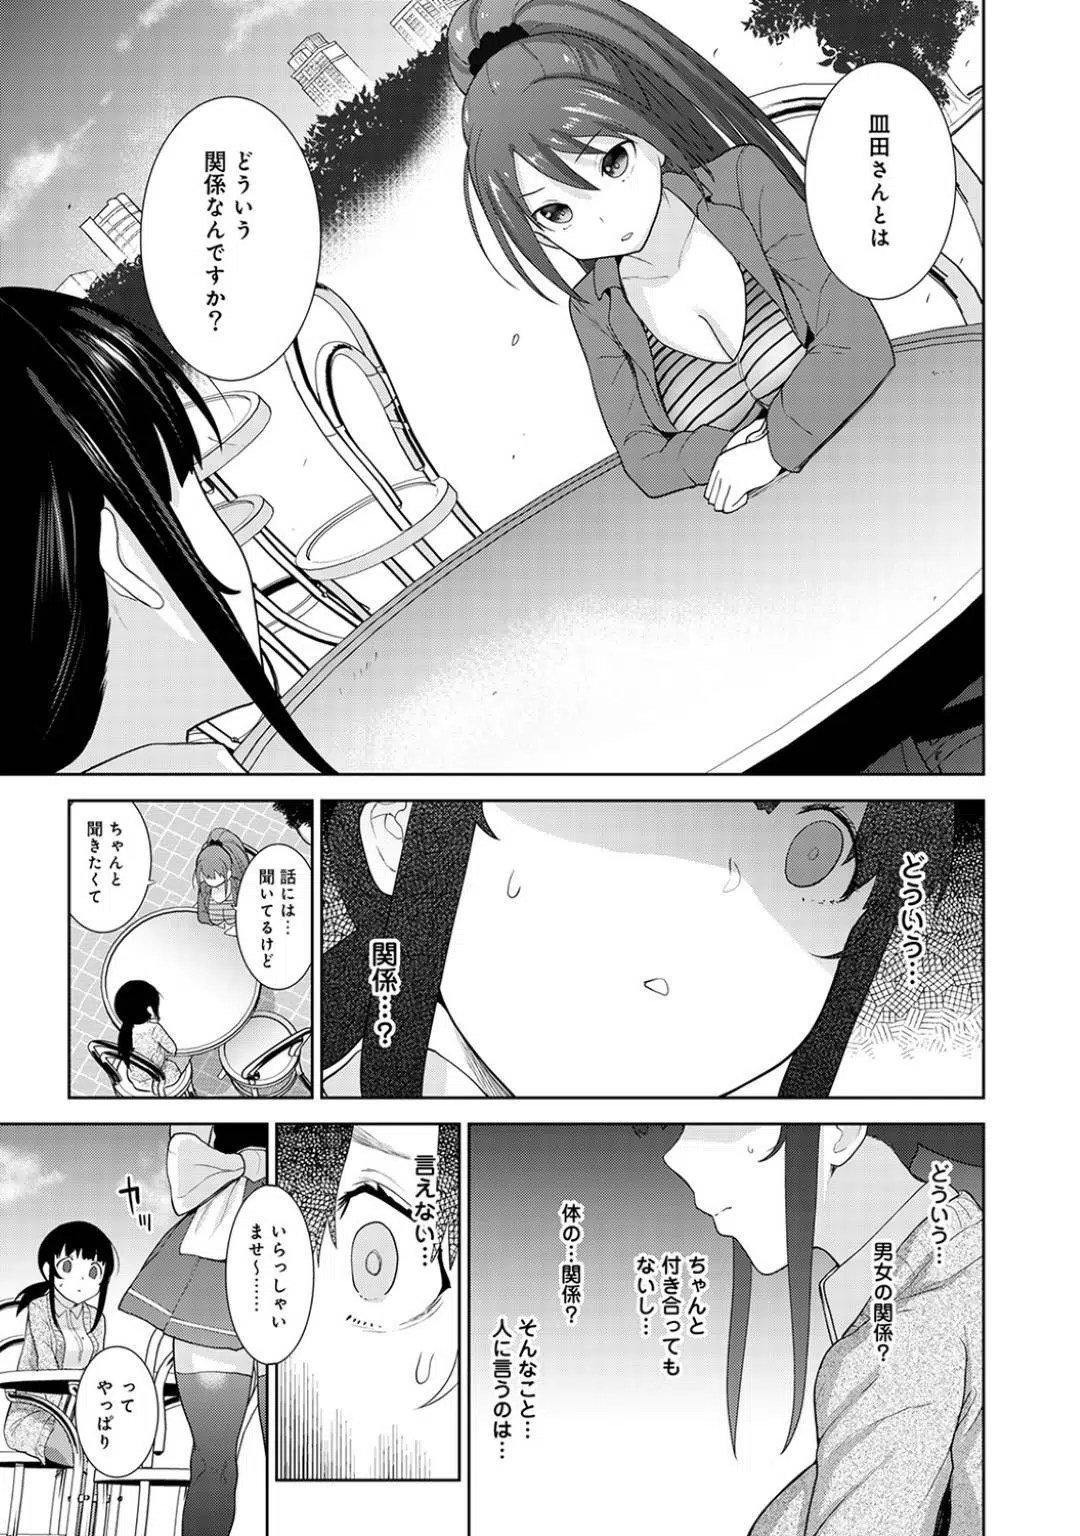 皿田さんとは
どういう
関係なんですか？
どういう…
関係…？
話には…
聞いてるけど
ちゃんと
聞きたくて
どういう…
男女の関係？
ちゃんと
付き合っても
ないし…
体の…関係？
そんなこと…
人に言うのは…
言えない…
いらっしゃい
ませ～……
カッ
って
やっぱり